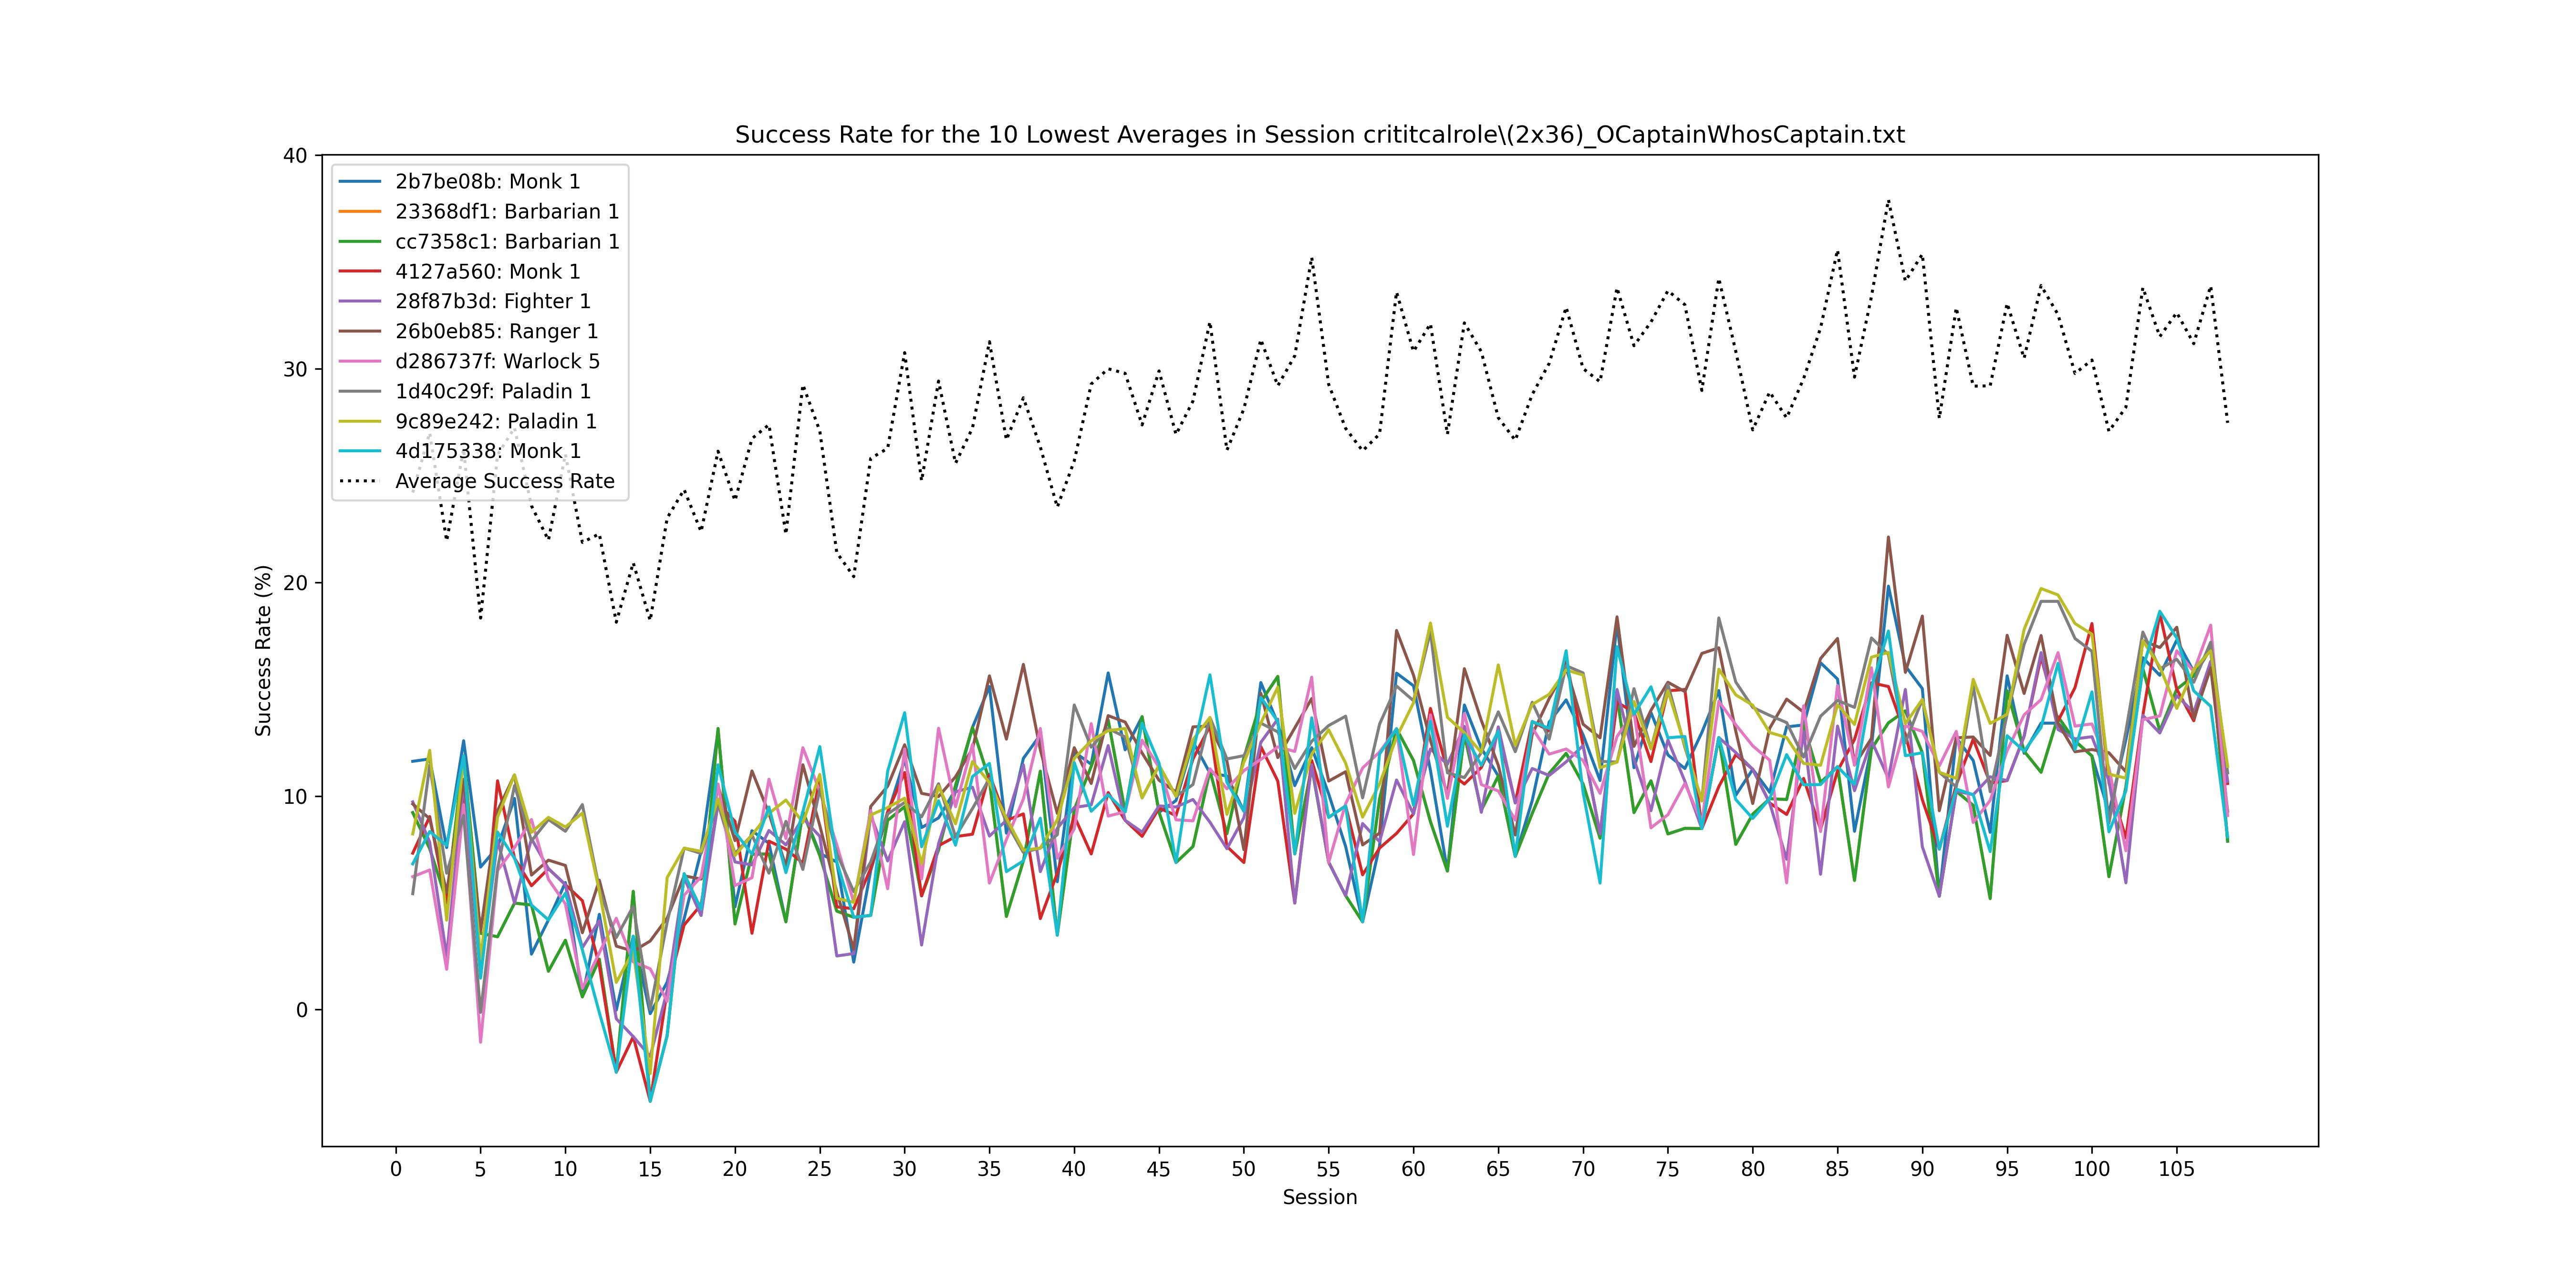 Success Rate for the 10 Lowest Averages in Session crititcalrole\(2x36)_OCaptainWhosCaptain.txt
40
30
20
10
0
Success Rate (%)
2b7be08b: Monk 1
23368df1: Barbarian 1
cc7358c1: Barbarian 1
4127a560: Monk 1
28f87b3d: Fighter 1
26b0eb85: Ranger 1
d286737f: Warlock 5
1d40c29f: Paladin 1
9c89e242: Paladin 1
4d175338: Monk 1
Average Success Rate
0 5 10 15 20 25 30 35 40 45 50 55 60 65 70 75 80 85 90 95 100 105
Session